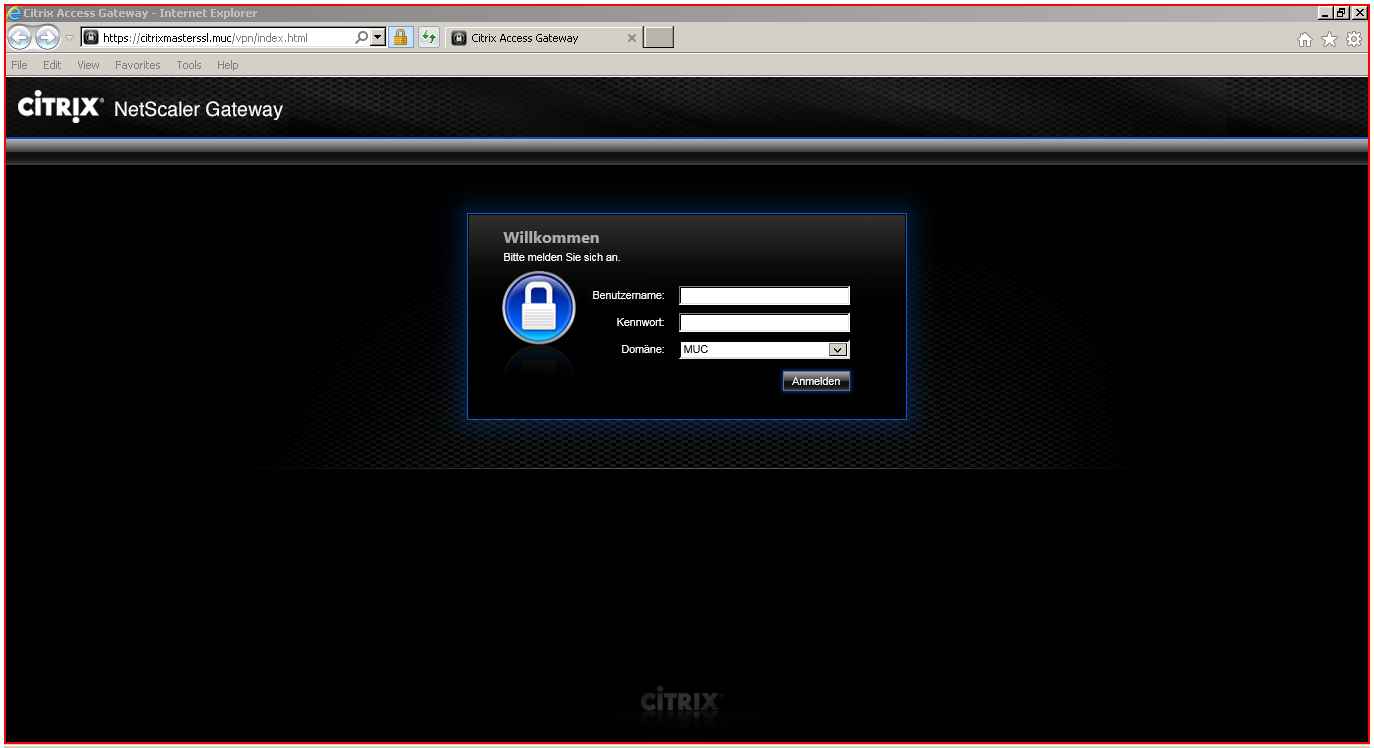 Citrix Access Gateway - Internet Explorer
https://citrixmasterssl.muc/vpn/index.html
Citrix Access Gateway
File Edit View Favorites Tools Help
CITRIX® NetScaler Gateway
Willkommen
Bitte melden Sie sich an.
Benutzername:
Kennwort:
Domäne: MUC
Anmelden
CITRIX